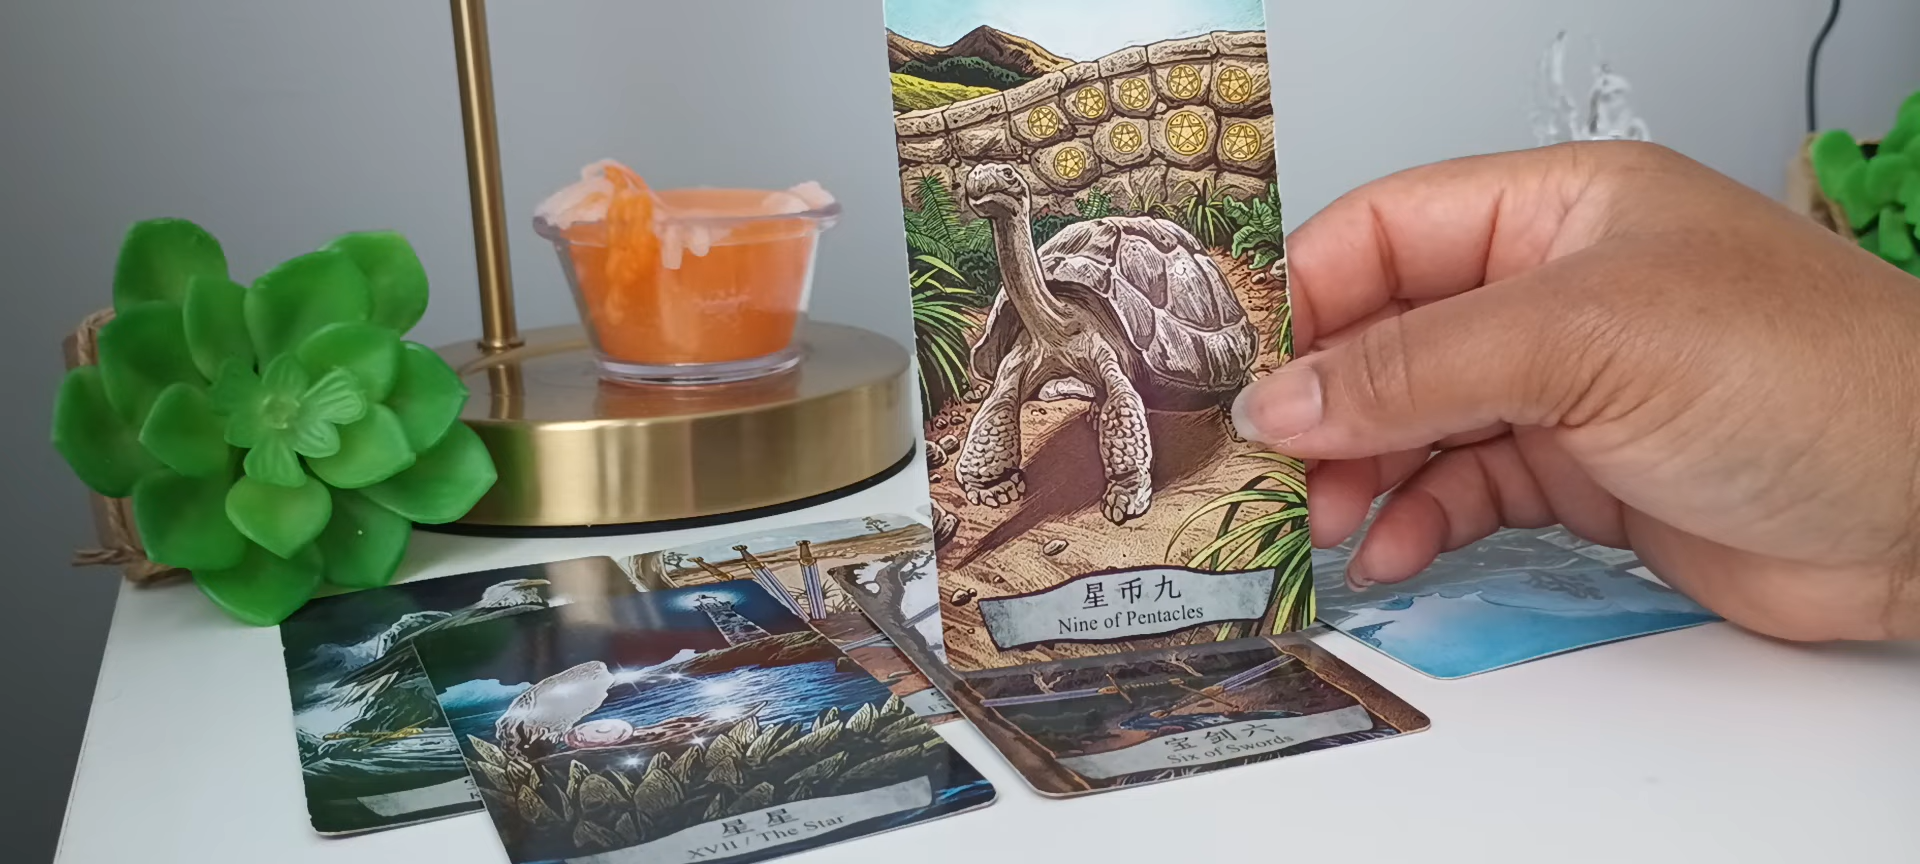 星币九
Nine of Pentacles
宝剑六
Six of Swords
星星
XVII / The Star